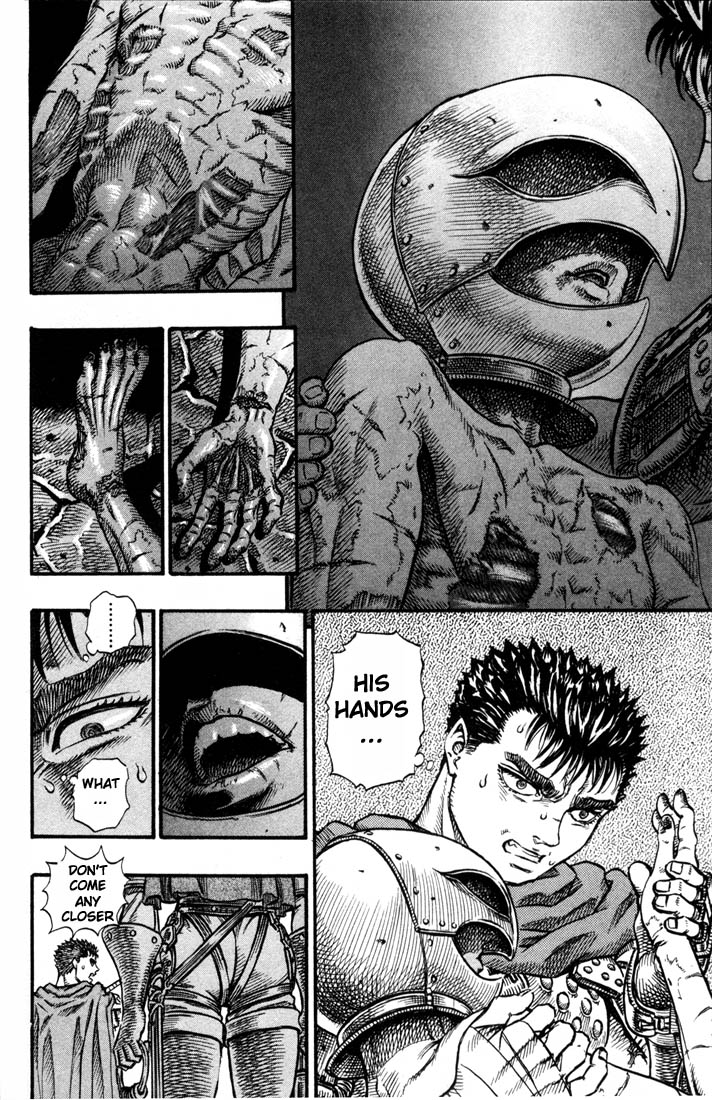 HIS
HANDS
...
.......
WHAT
...
DON'T
COME
ANY
CLOSER